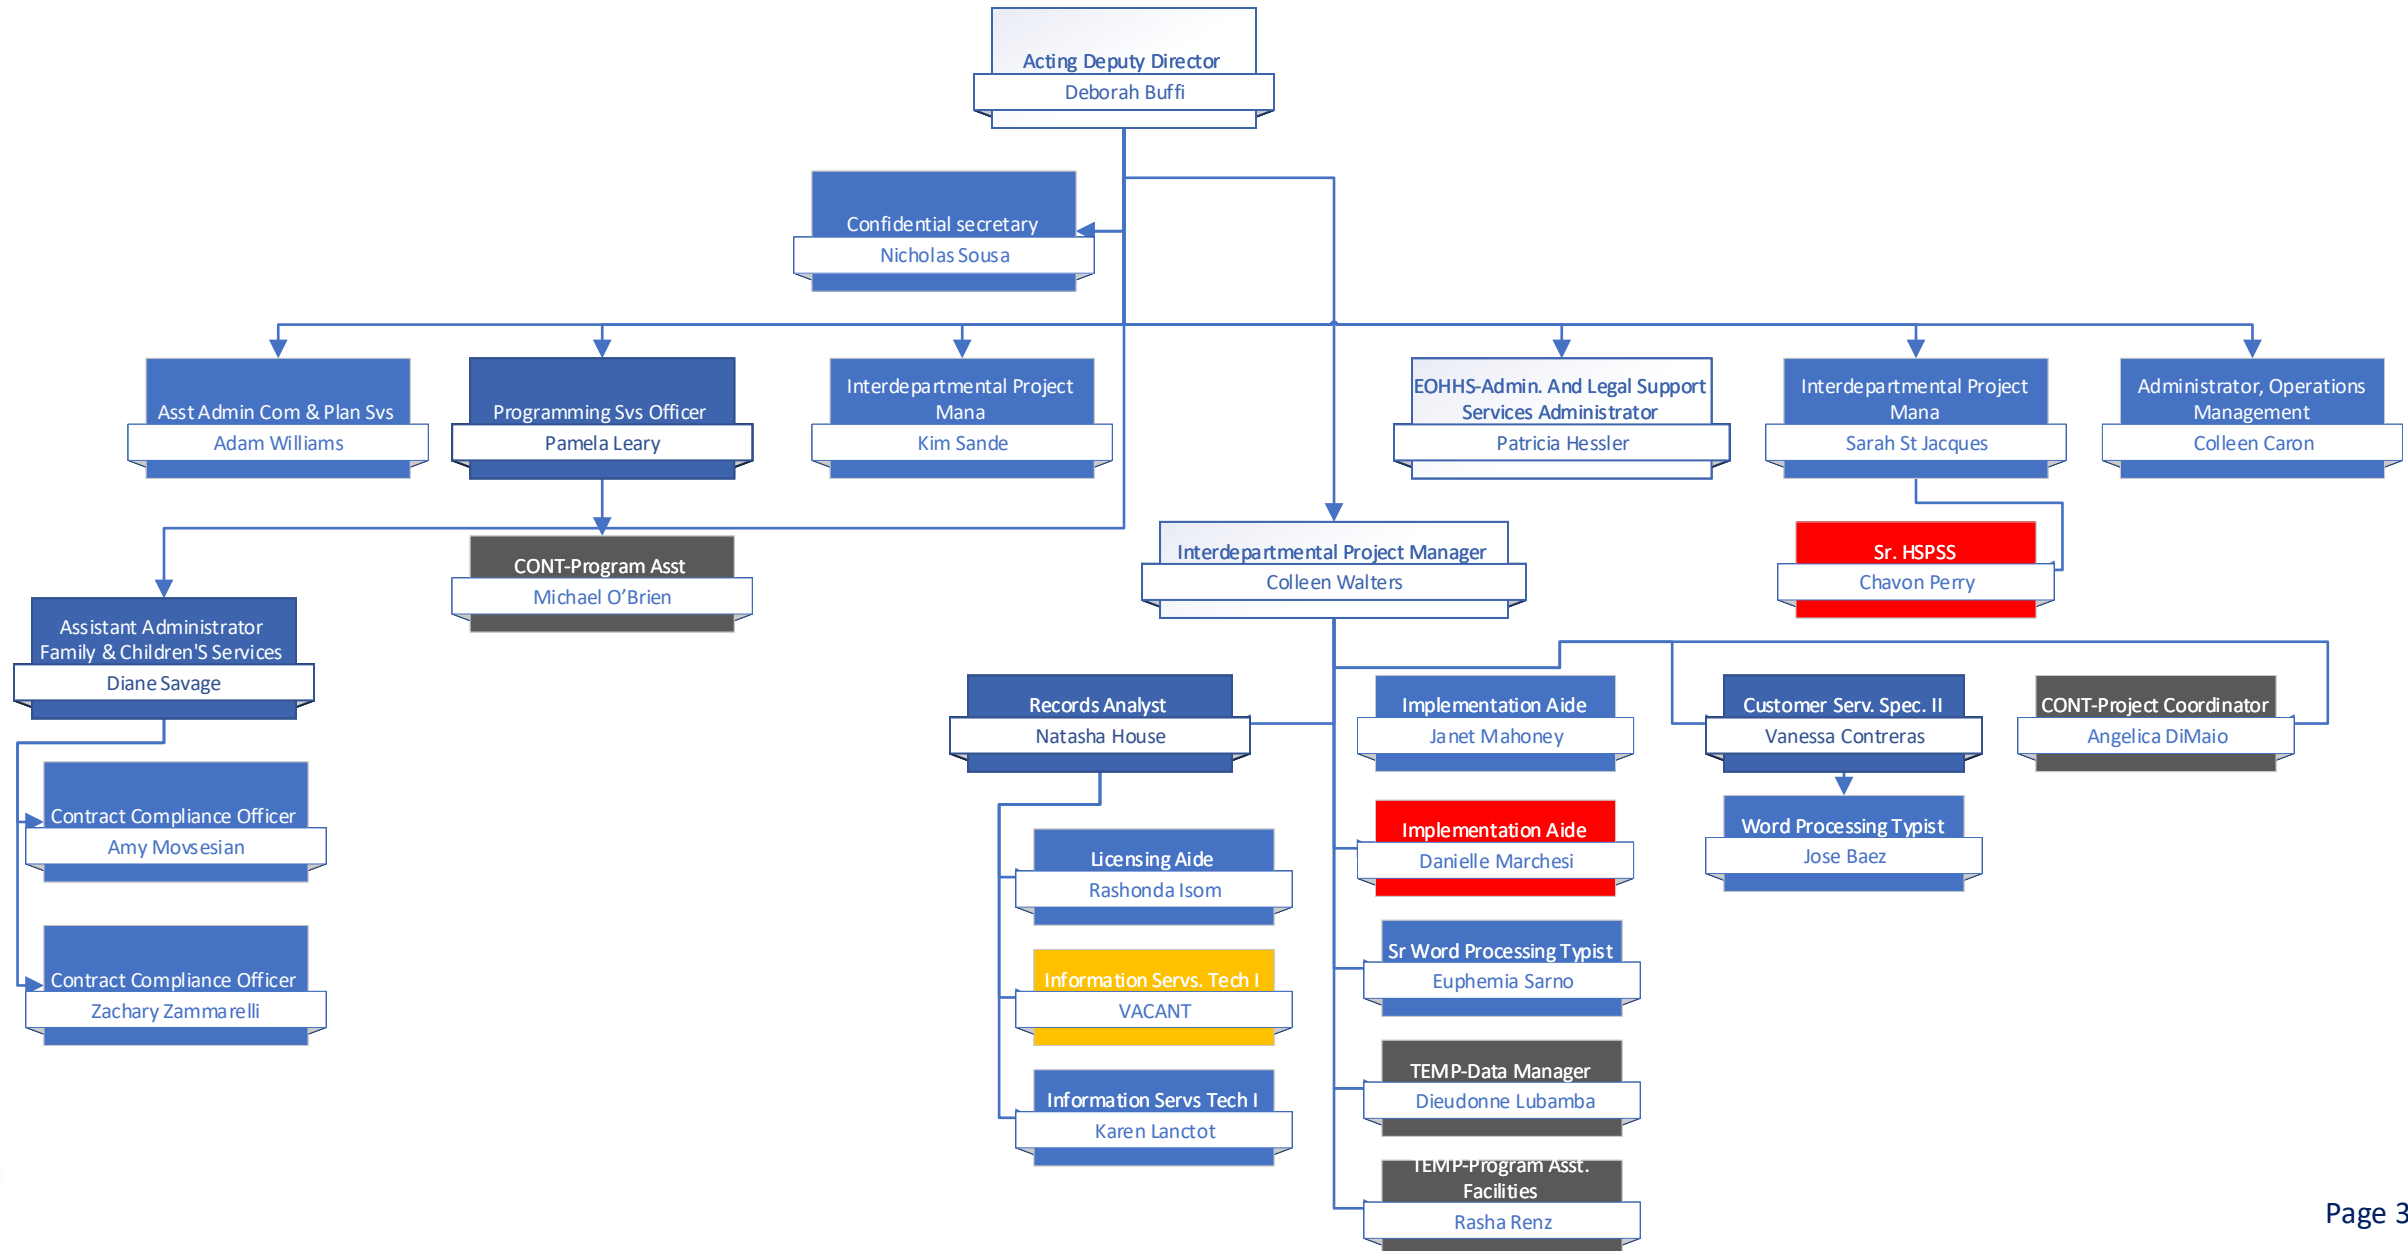 Acting Deputy Director
Deborah Buffi
Confidential secretary
Nicholas Sousa
Asst Admin Com & Plan Svs
Adam Williams
Programming Svs Officer
Pamela Leary
Interdepartmental Project
Mana
Kim Sande
EOHHS-Admin. And Legal Support
Services Administrator
Patricia Hessler
Interdepartmental Project
Mana
Sarah St Jacques
Administrator, Operations
Management
Colleen Caron
CONT-Program Asst
Michael O’Brien
Interdepartmental Project Manager
Colleen Walters
Sr. HSPSS
Chavon Perry
Assistant Administrator
Family & Children'S Services
Diane Savage
Records Analyst
Natasha House
Implementation Aide
Janet Mahoney
Customer Serv. Spec. II
Vanessa Contreras
CONT-Project Coordinator
Angelica DiMaio
Contract Compliance Officer
Amy Movsesian
Licensing Aide
Rashonda Isom
Implementation Aide
Danielle Marchesi
Word Processing Typist
Jose Baez
Contract Compliance Officer
Zachary Zammarelli
Information Servs. Tech I
VACANT
Sr Word Processing Typist
Euphemia Sarno
Information Servs Tech I
Karen Lanctot
TEMP-Data Manager
Dieudonne Lubamba
TEMP-Program Asst.
Facilities
Rasha Renz
Page 3